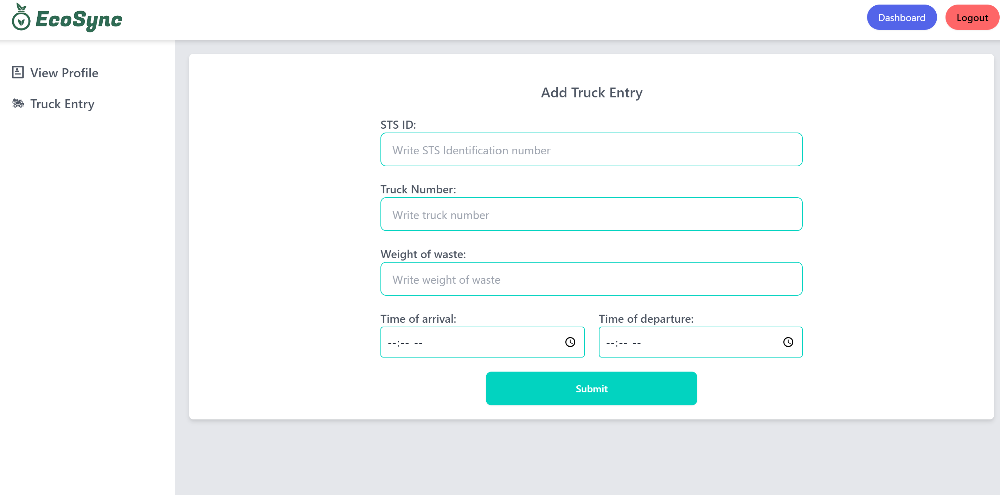 EcoSync
Dashboard
Logout
View Profile
Truck Entry
Add Truck Entry
STS ID:
Write STS Identification number
Truck Number:
Write truck number
Weight of waste:
Write weight of waste
Time of arrival:
Time of departure:
--:-- --
--:-- --
Submit